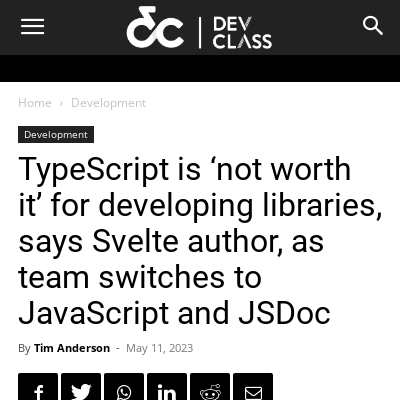 DEV
CLASS
Home › Development
Development
TypeScript is ‘not worth
it’ for developing libraries,
says Svelte author, as
team switches to
JavaScript and JSDoc
By Tim Anderson - May 11, 2023